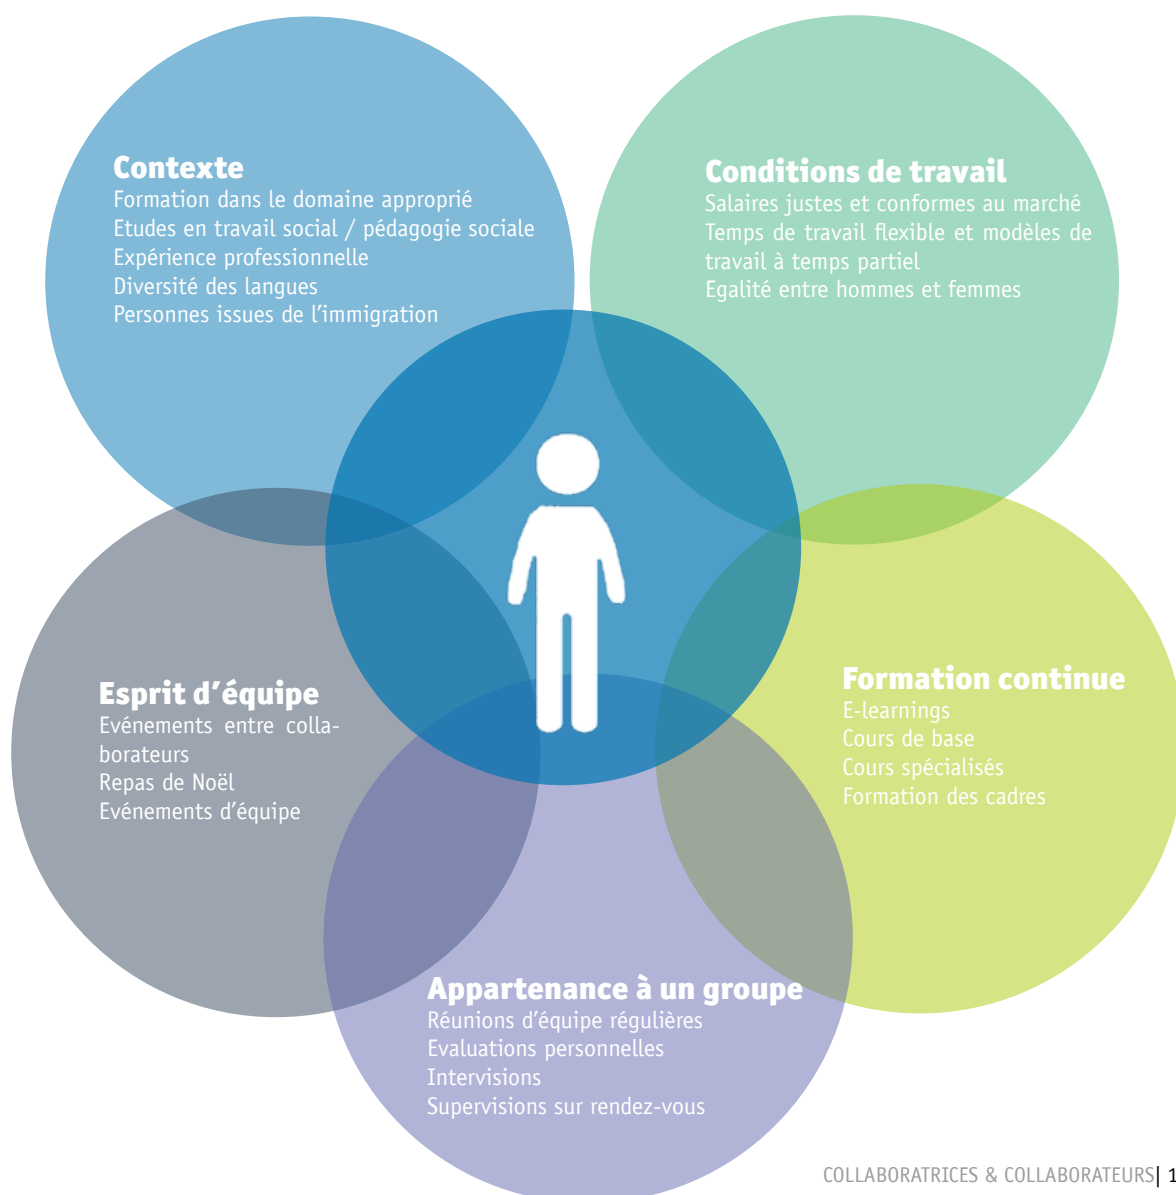 Contexte
Formation dans le domaine approprié
Etudes en travail social / pédagogie sociale
Expérience professionnelle
Diversité des langues
Personnes issues de l’immigration
Conditions de travail
Salaires justes et conformes au marché
Temps de travail flexible et modèles de
travail à temps partiel
Egalité entre hommes et femmes
Esprit d’équipe
Evénements entre colla-
borateurs
Repas de Noël
Evénements d’équipe
Formation continue
E-learnings
Cours de base
Cours spécialisés
Formation des cadres
Appartenance à un groupe
Réunions d’équipe régulières
Evaluations personnelles
Intervisions
Supervisions sur rendez-vous
COLLABORATRICES & COLLABORATEURS| 1